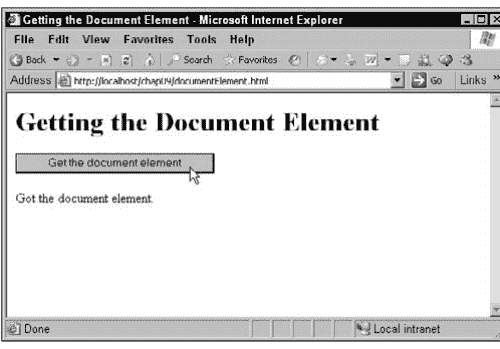 Getting the Document Element - Microsoft Internet Explorer
File Edit View Favorites Tools Help
Back Search Favorites
Address http://localhost/chap09/documentElement.html Go Links »
Getting the Document Element
Get the document element
Got the document element.
Done Local intranet